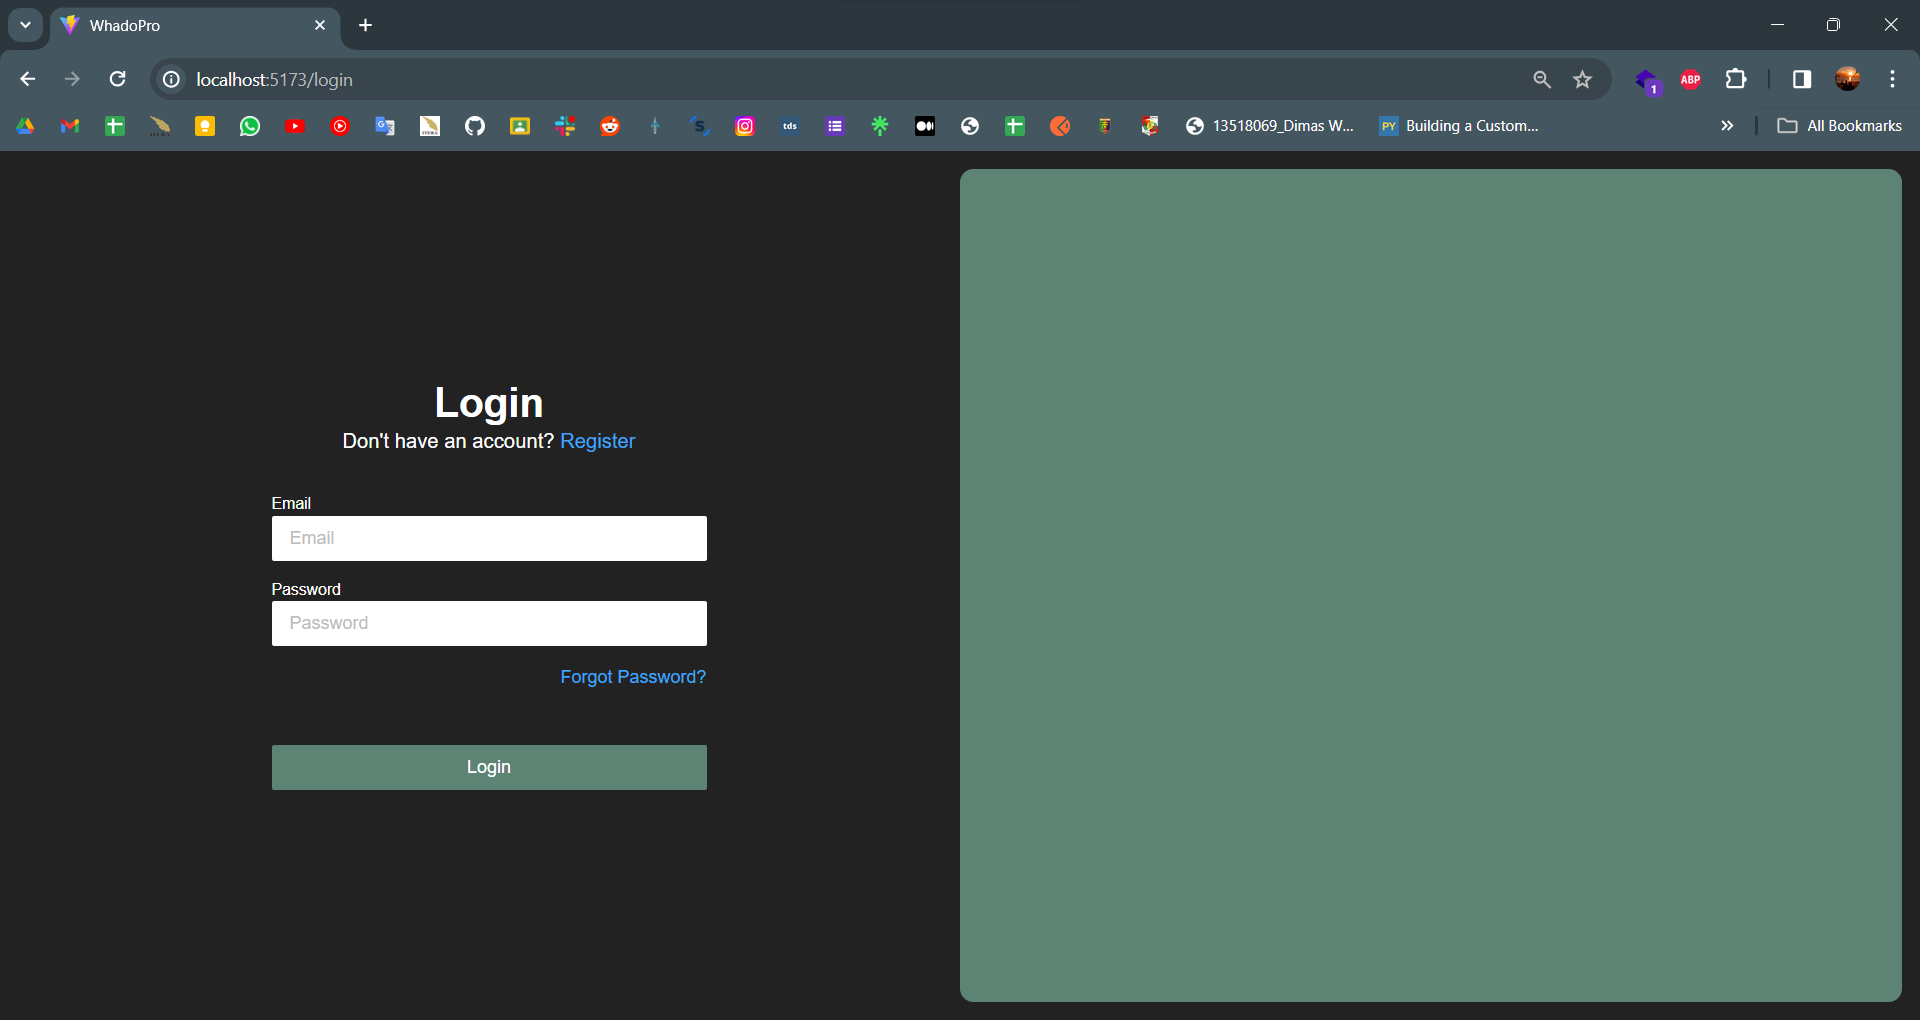 WhadoPro
localhost:5173/login
1
ABP
tds
13518069_Dimas W...
PY Building a Custom...
All Bookmarks
Login
Don't have an account? Register
Email
Email
Password
Password
Forgot Password?
Login